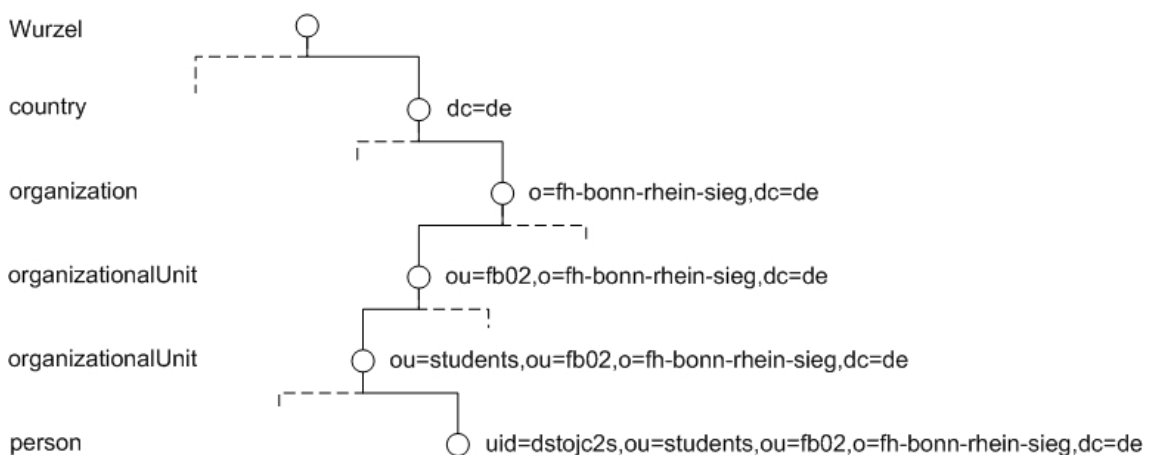 Wurzel
country dc=de
organization o=fh-bonn-rhein-sieg,dc=de
organizationalUnit ou=fb02,o=fh-bonn-rhein-sieg,dc=de
organizationalUnit ou=students,ou=fb02,o=fh-bonn-rhein-sieg,dc=de
person uid=dstojc2s,ou=students,ou=fb02,o=fh-bonn-rhein-sieg,dc=de